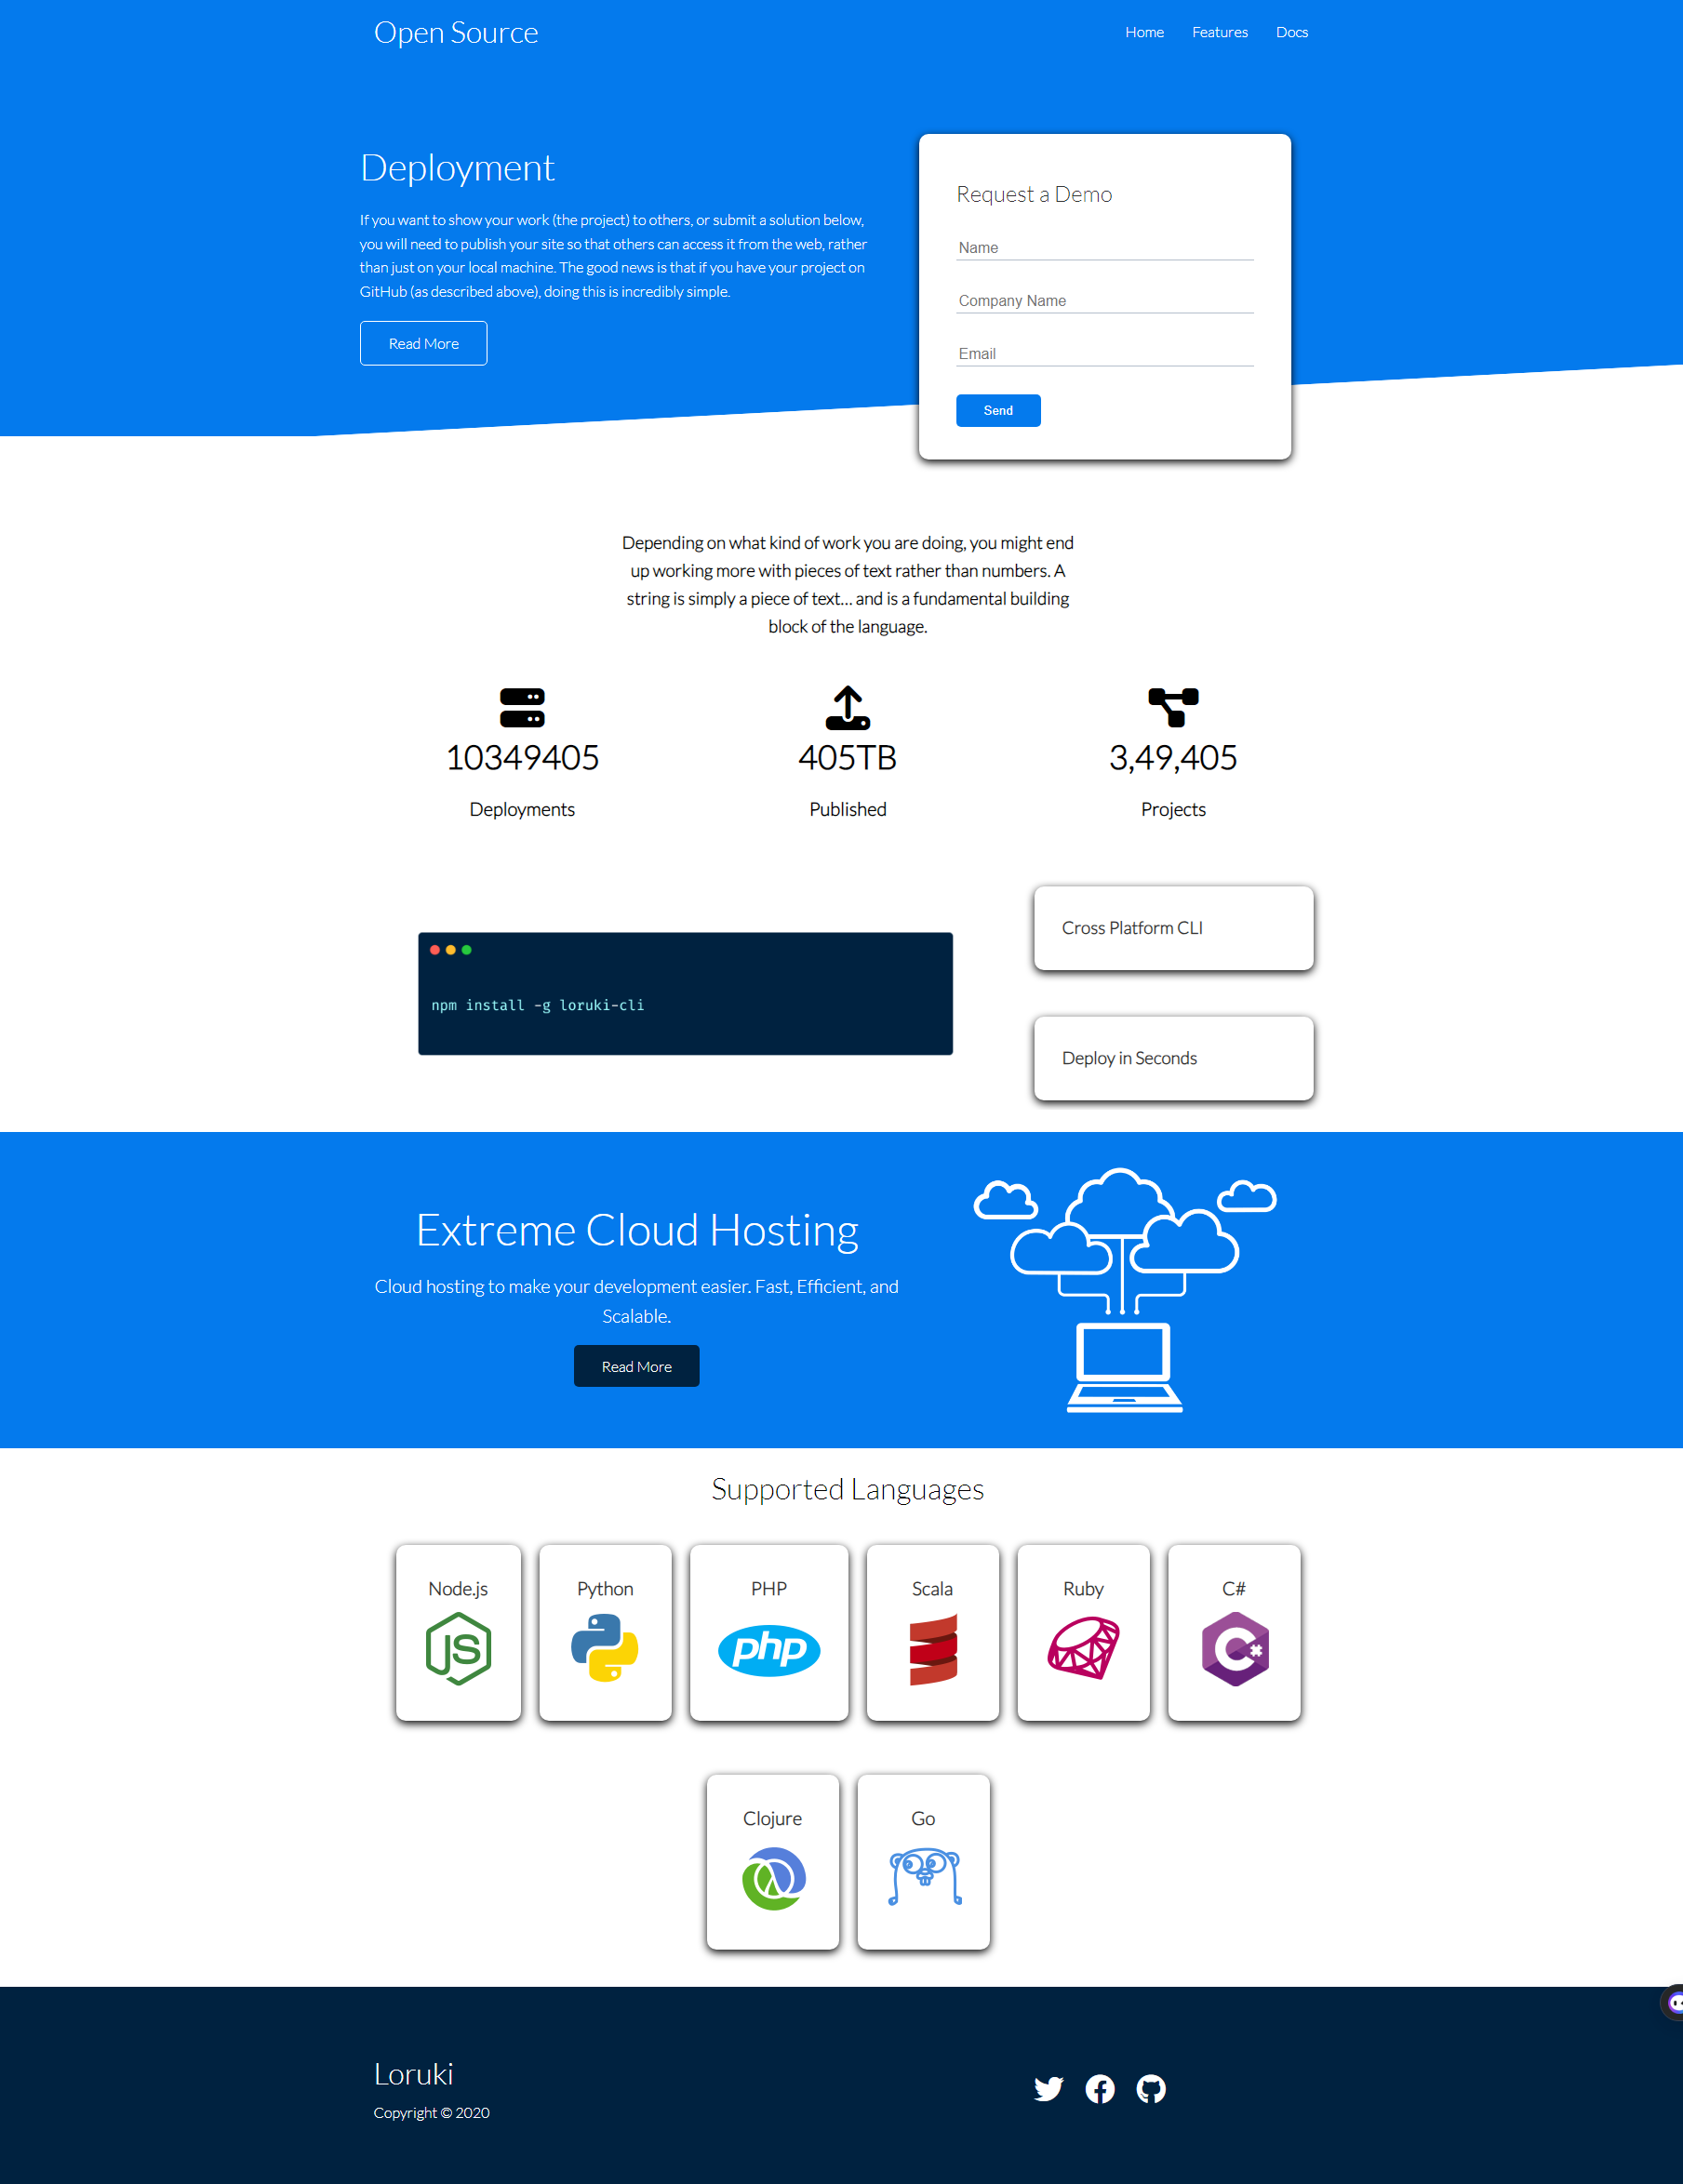 Open Source
Home Features Docs
Deployment
If you want to show your work (the project) to others, or submit a solution below,
you will need to publish your site so that others can access it from the web, rather
than just on your local machine. The good news is that if you have your project on
GitHub (as described above), doing this is incredibly simple.
Read More
Request a Demo
Name
Company Name
Email
Send
Depending on what kind of work you are doing, you might end
up working more with pieces of text rather than numbers. A
string is simply a piece of text... and is a fundamental building
block of the language.
10349405
Deployments
405TB
Published
3,49,405
Projects
npm install -g loruki-cli
Cross Platform CLI
Deploy in Seconds
Extreme Cloud Hosting
Cloud hosting to make your development easier. Fast, Efficient, and
Scalable.
Read More
Supported Languages
Node.js
JS
Python
PHP
php
Scala
Ruby
C#
C#
Clojure
Go
Loruki
Copyright © 2020